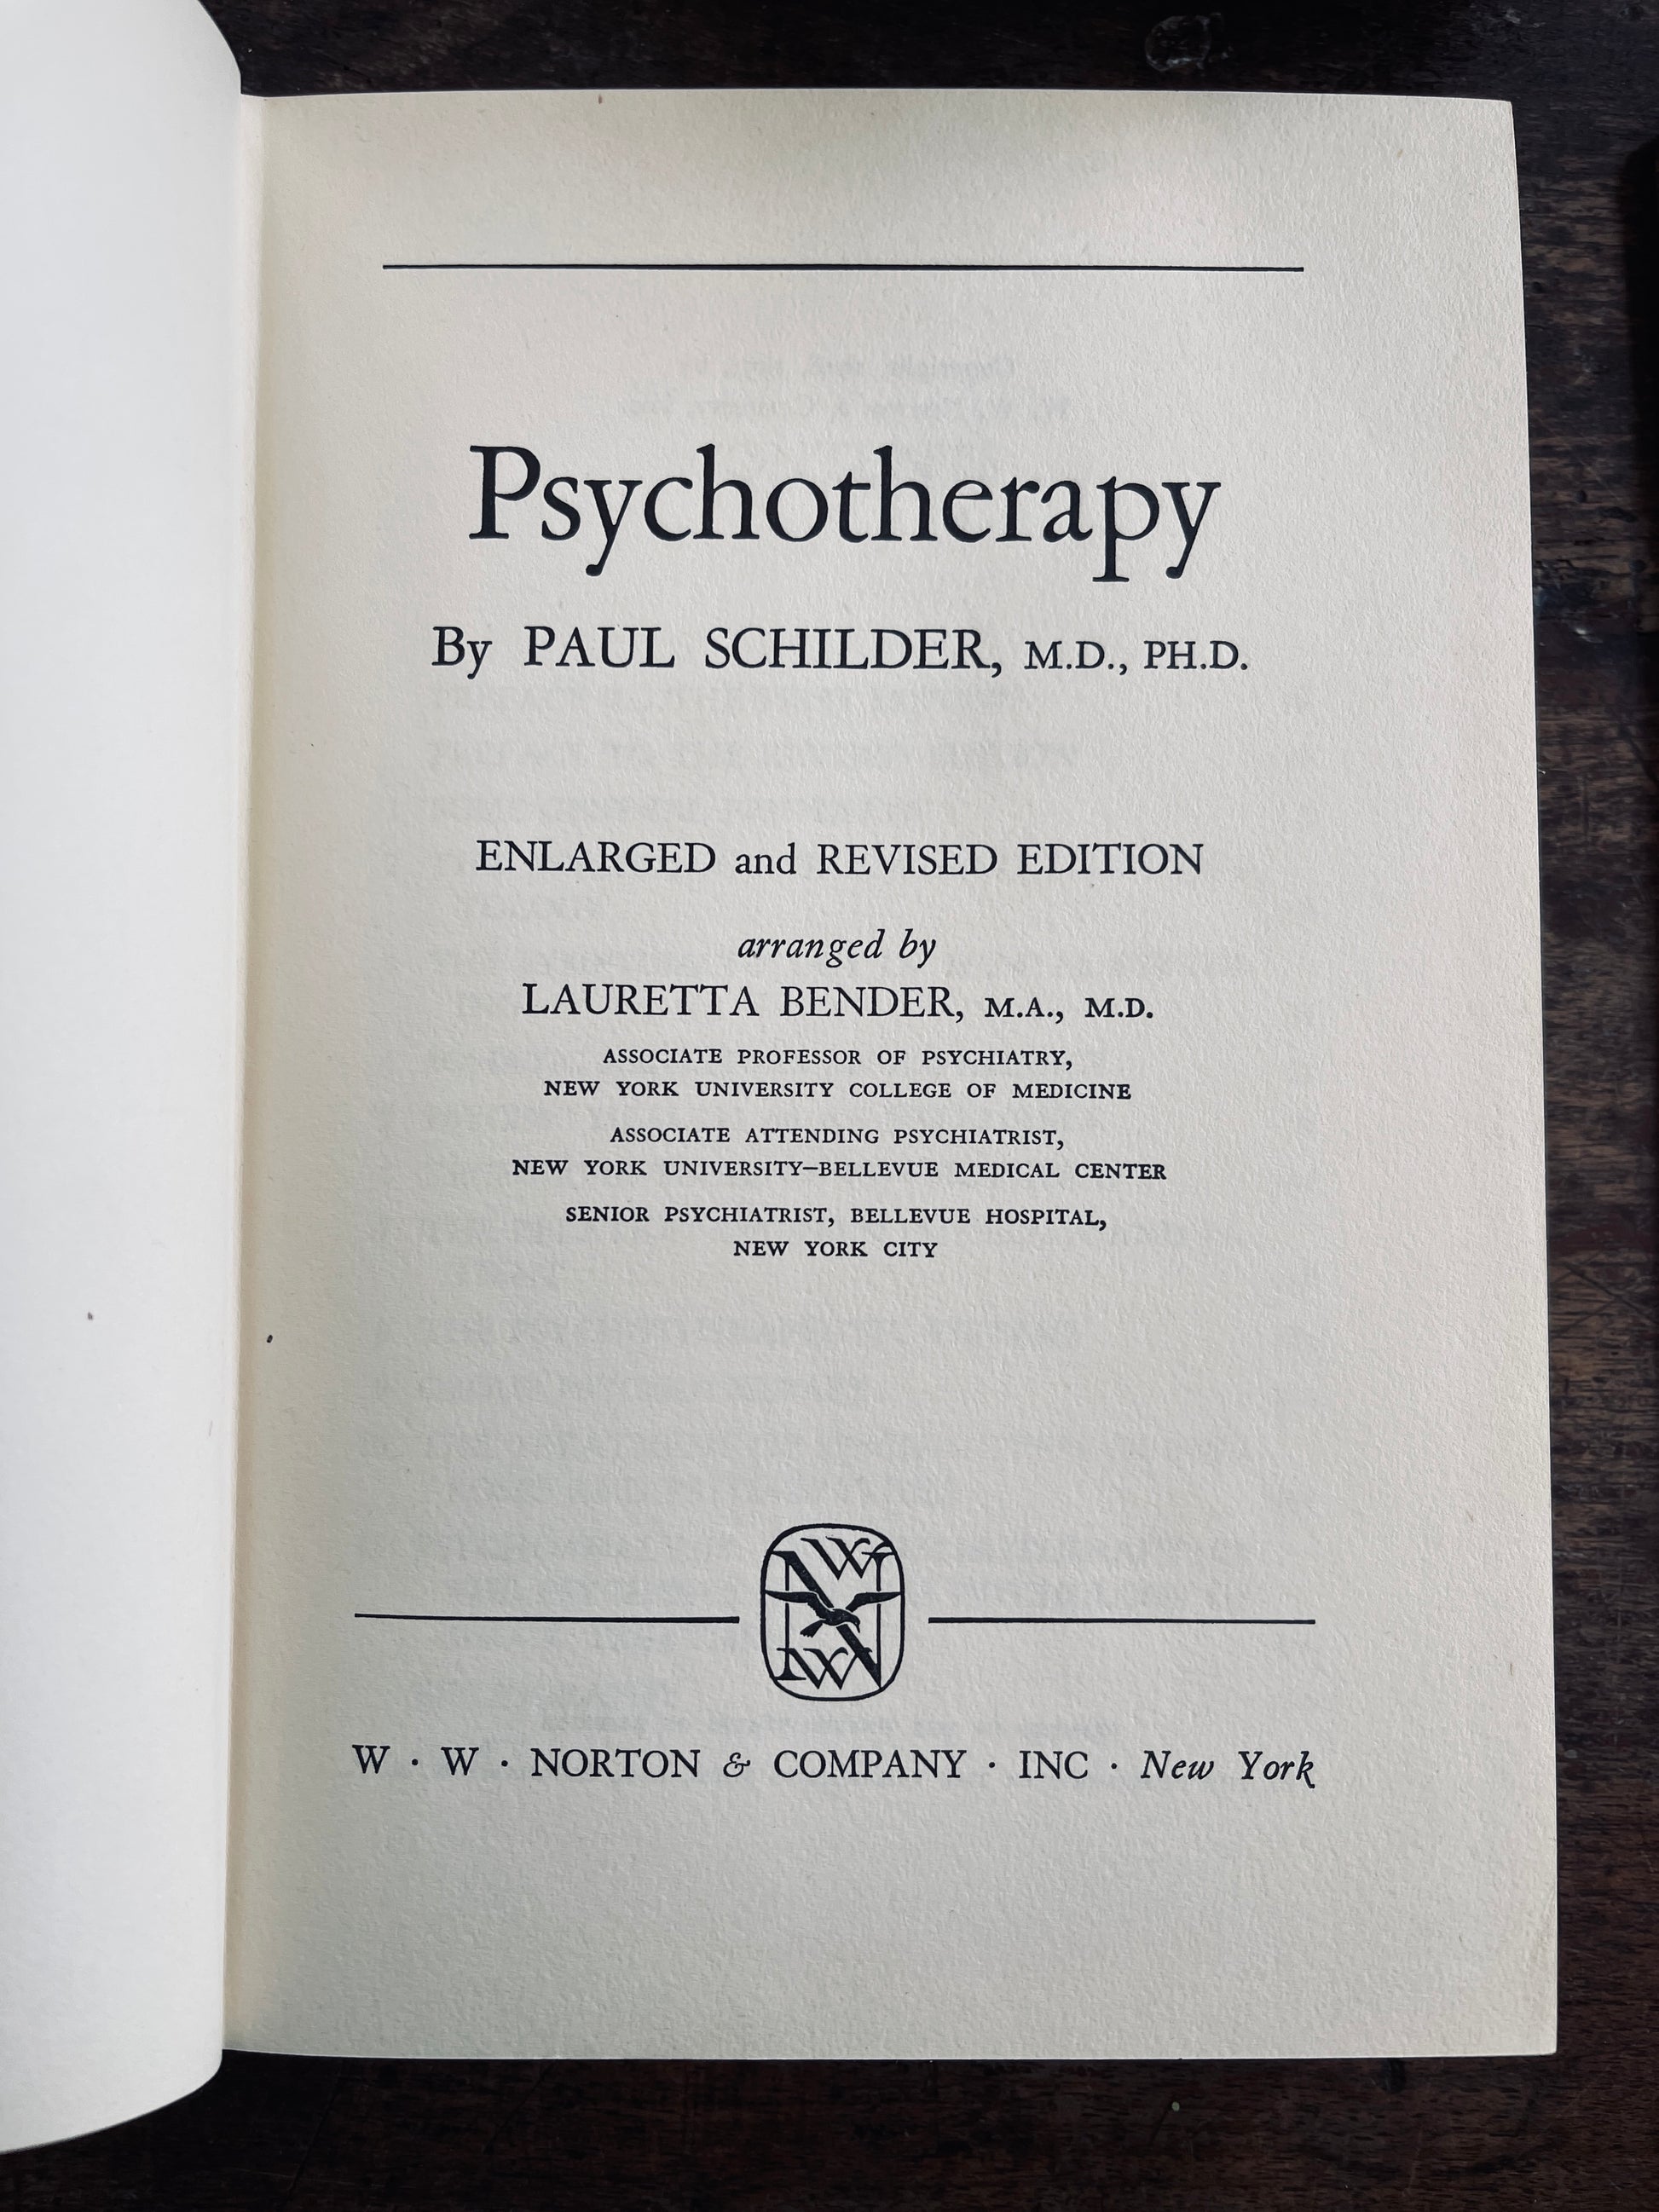 Psychotherapy
By PAUL SCHILDER, M.D., PH.D.
ENLARGED and REVISED EDITION
arranged by
LAURETTA BENDER, M.A., M.D.
ASSOCIATE PROFESSOR OF PSYCHIATRY,
NEW YORK UNIVERSITY COLLEGE OF MEDICINE
ASSOCIATE ATTENDING PSYCHIATRIST,
NEW YORK UNIVERSITY–BELLEVUE MEDICAL CENTER
SENIOR PSYCHIATRIST, BELLEVUE HOSPITAL,
NEW YORK CITY
W · W · NORTON & COMPANY · INC · New York